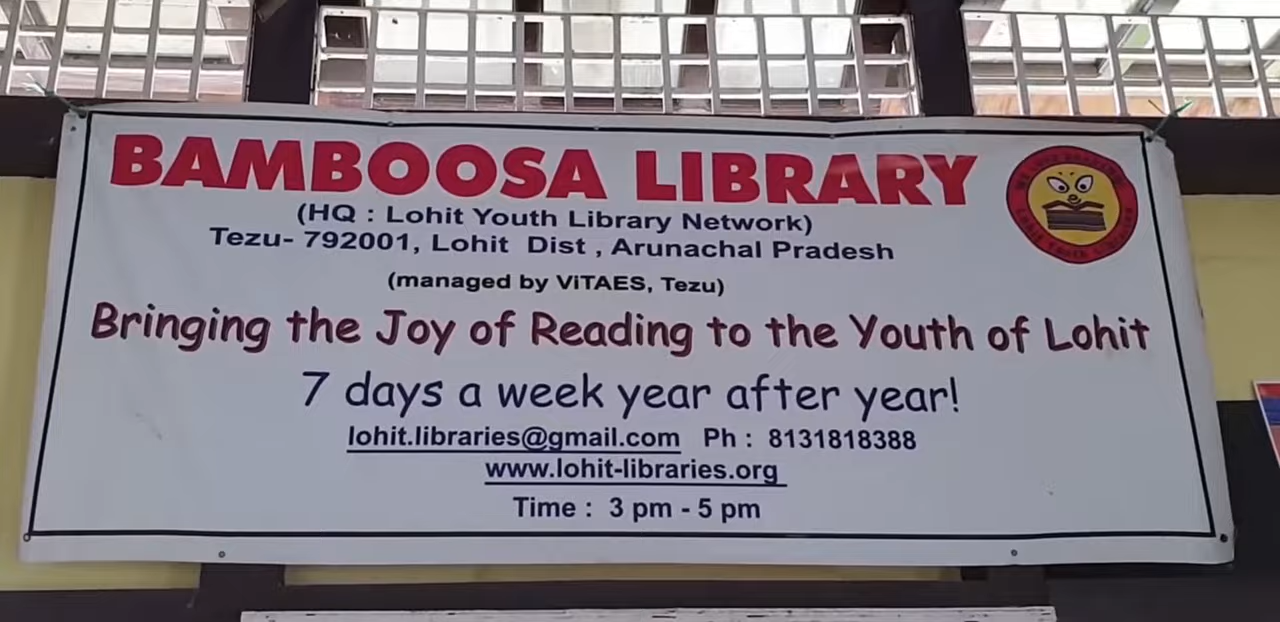 BAMBOOSA LIBRARY
(HQ : Lohit Youth Library Network)
Tezu- 792001, Lohit Dist , Arunachal Pradesh
(managed by ViTAES, Tezu)
Bringing the Joy of Reading to the Youth of Lohit
7 days a week year after year!
lohit.libraries@gmail.com Ph : 8131818388
www.lohit-libraries.org
Time : 3 pm - 5 pm